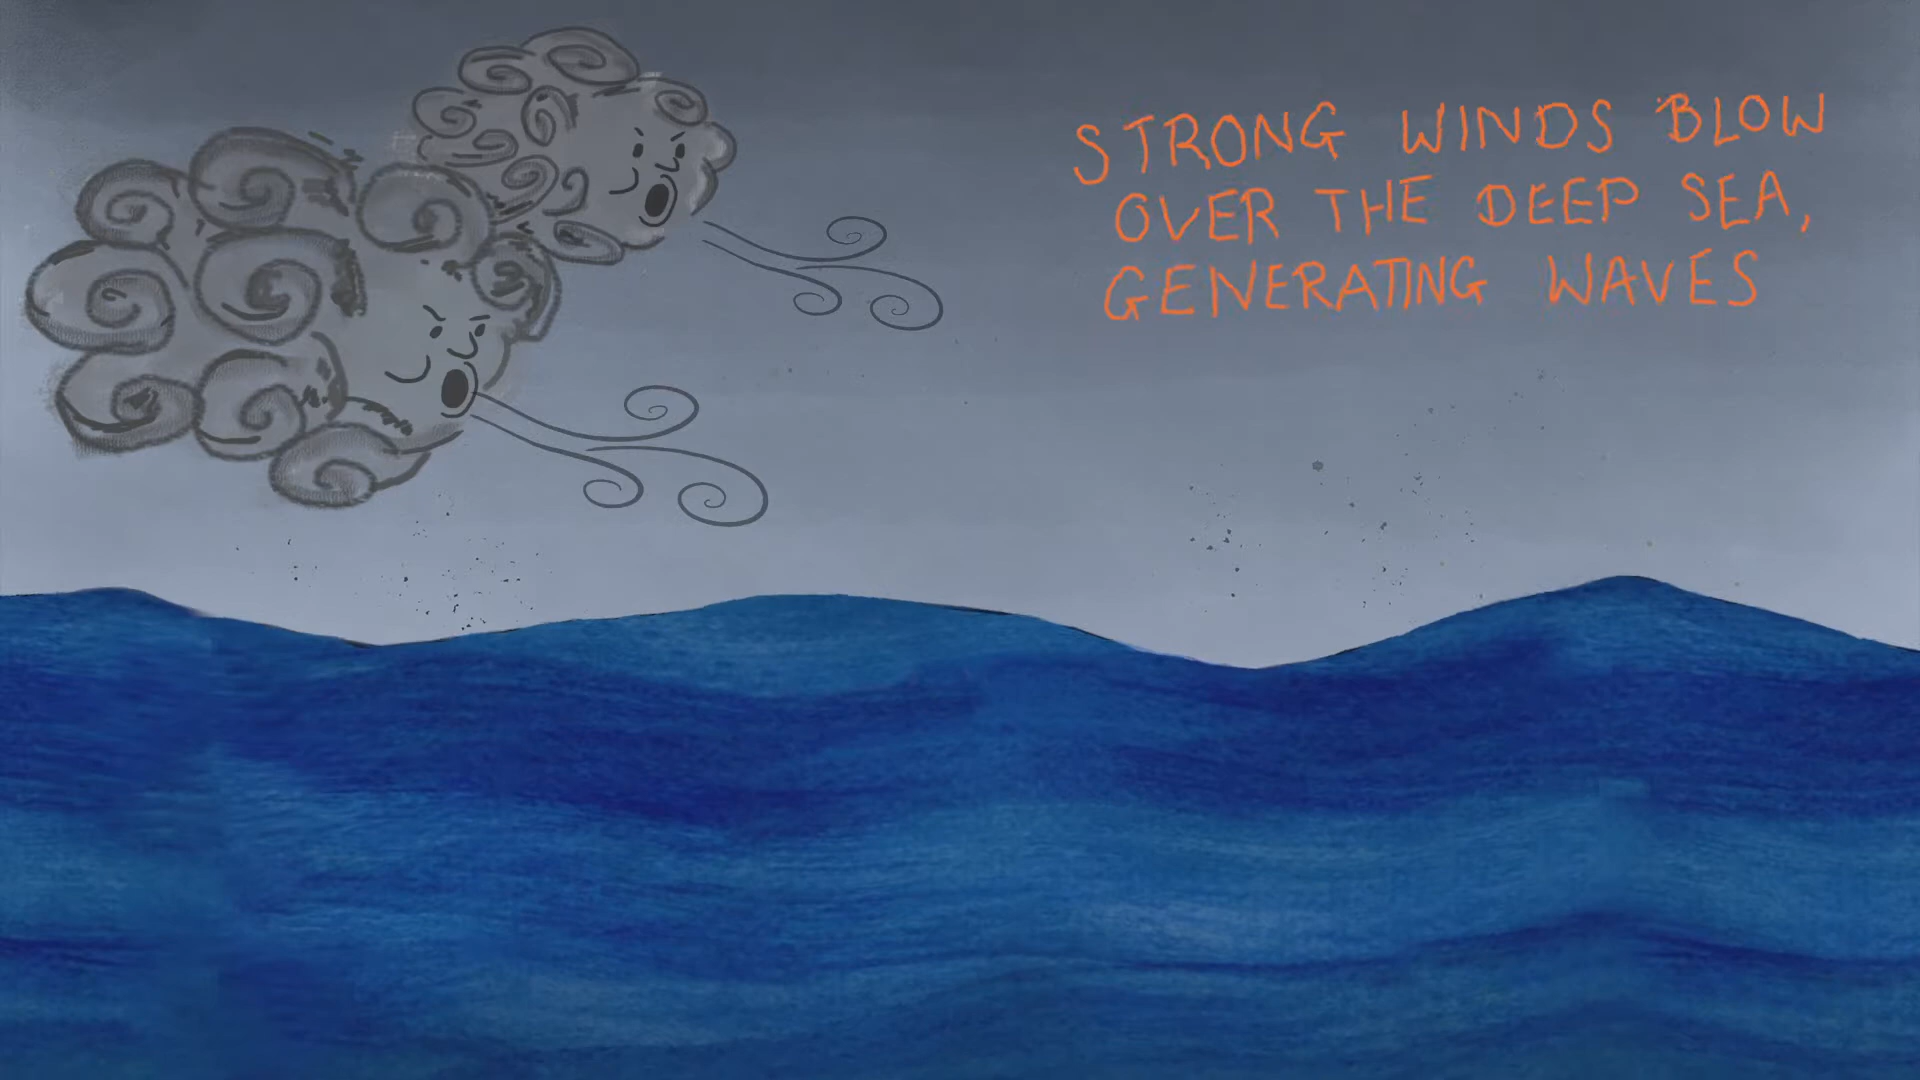 STRONG WINDS BLOW
OVER THE DEEP SEA,
GENERATING WAVES